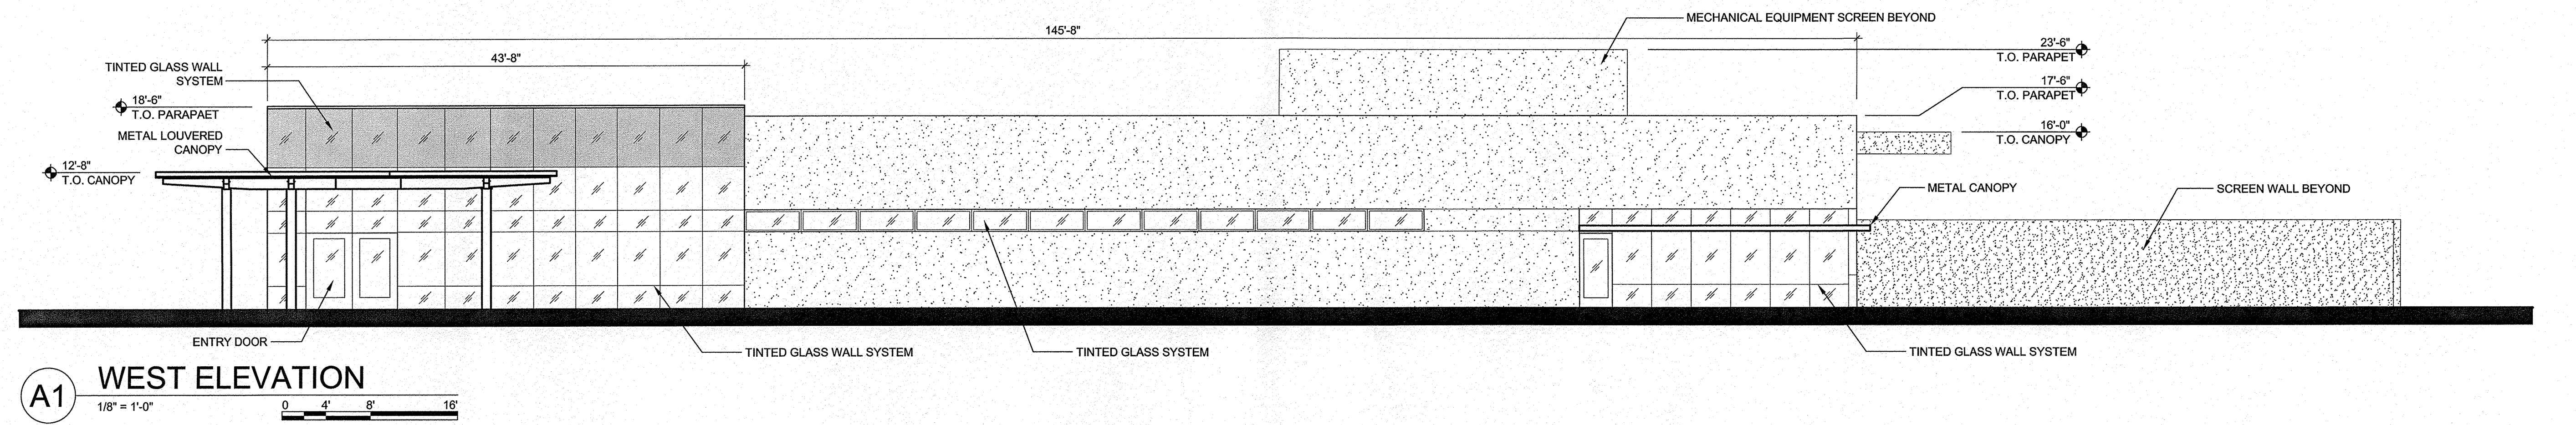 MECHANICAL EQUIPMENT SCREEN BEYOND
145'-8"
23'-6"
T.O. PARAPET
43'-8"
TINTED GLASS WALL
SYSTEM
17'-6"
T.O. PARAPET
18'-6"
T.O. PARAPAET
METAL LOUVERED
CANOPY
16'-0"
T.O. CANOPY
12'-8"
T.O. CANOPY
METAL CANOPY
SCREEN WALL BEYOND
ENTRY DOOR
TINTED GLASS WALL SYSTEM
TINTED GLASS SYSTEM
TINTED GLASS WALL SYSTEM
A1
WEST ELEVATION
1/8" = 1'-0"
0 4' 8' 16'